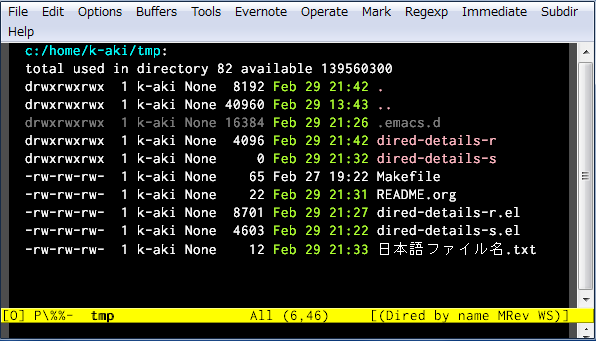 File Edit Options Buffers Tools Evernote Operate Mark Regexp Immediate Subdir
Help
c:/home/k-aki/tmp:
total used in directory 82 available 139560300
drwxrwxrwx 1 k-aki None 8192 Feb 29 21:42 .
drwxrwxrwx 1 k-aki None 40960 Feb 29 13:43 ..
drwxrwxrwx 1 k-aki None 16384 Feb 29 21:26 .emacs.d
drwxrwxrwx 1 k-aki None 4096 Feb 29 21:42 dired-details-r
drwxrwxrwx 1 k-aki None 0 Feb 29 21:32 dired-details-s
-rw-rw-rw- 1 k-aki None 65 Feb 27 19:22 Makefile
-rw-rw-rw- 1 k-aki None 22 Feb 29 21:31 README.org
-rw-rw-rw- 1 k-aki None 8701 Feb 29 21:27 dired-details-r.el
-rw-rw-rw- 1 k-aki None 4603 Feb 29 21:22 dired-details-s.el
-rw-rw-rw- 1 k-aki None 12 Feb 29 21:33 日本語ファイル名.txt
[O] P\%%- tmp All (6,46) [(Dired by name MRev WS)]